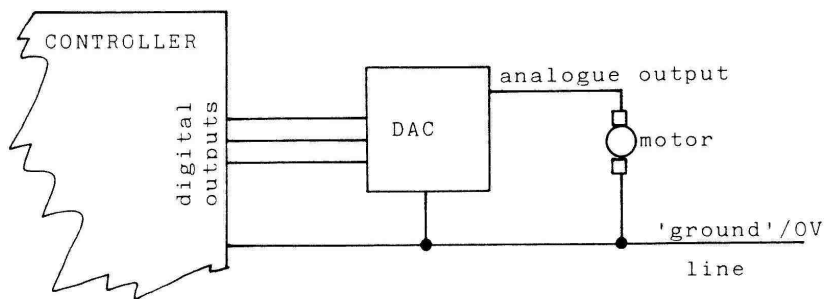 CONTROLLER
digital
outputs
DAC
analogue output
motor
'ground'/0V
line